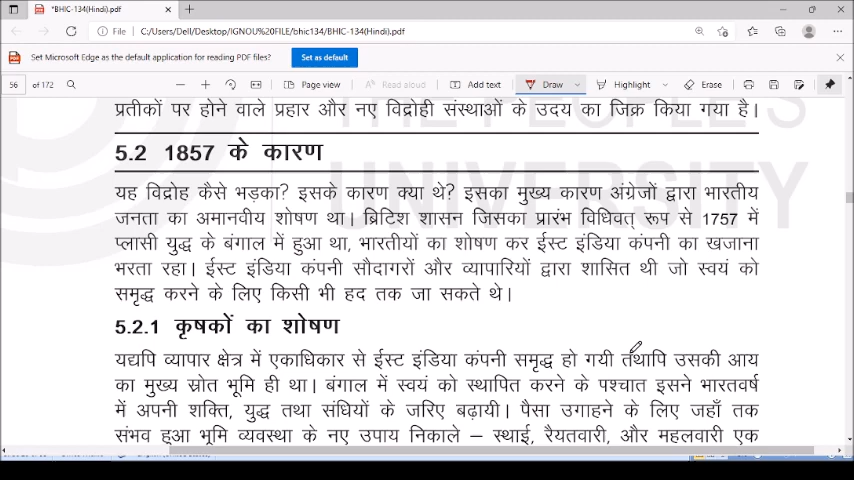 *BHIC-134(Hindi).pdf
File
C:/Users/Dell/Desktop/IGNOU%20FILE/bhic134/bhic134(Hindi).pdf
Set Microsoft Edge as the default application for reading PDF files?
Set as default
56 of 172
Page view
Read aloud
Add text
Draw
Highlight
Erase
THE PEOPLE'S
UNIVERSITY
प्रतीकों पर होने वाले प्रहार और नए विद्रोही संस्थाओं के उदय का जिक्र किया गया है।
5.2 1857 के कारण
यह विद्रोह कैसे भड़का? इसके कारण क्या थे? इसका मुख्य कारण अंग्रेजों द्वारा भारतीय
जनता का अमानवीय शोषण था। ब्रिटिश शासन जिसका प्रारंभ विधिवत् रूप से 1757 में
प्लासी युद्ध के बंगाल में हुआ था, भारतीयों का शोषण कर ईस्ट इंडिया कंपनी का खजाना
भरता रहा। ईस्ट इंडिया कंपनी सौदागरों और व्यापारियों द्वारा शासित थी जो स्वयं को
समृद्ध करने के लिए किसी भी हद तक जा सकते थे।
5.2.1 कृषकों का शोषण
यद्यपि व्यापार क्षेत्र में एकाधिकार से ईस्ट इंडिया कंपनी समृद्ध हो गयी तथापि उसकी आय
का मुख्य स्रोत भूमि ही था। बंगाल में स्वयं को स्थापित करने के पश्चात इसने भारतवर्ष
में अपनी शक्ति, युद्ध तथा संधियों के जरिए बढ़ायी। पैसा उगाहने के लिए जहाँ तक
संभव हुआ भूमि व्यवस्था के नए उपाय निकाले – स्थाई, रैयतवारी, और महलवारी एक